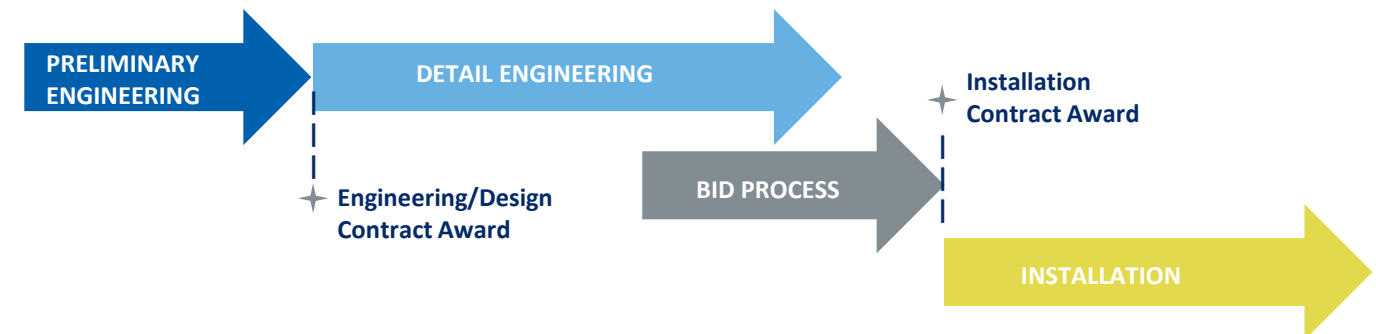 PRELIMINARY
ENGINEERING
DETAIL ENGINEERING
Installation
Contract Award
BID PROCESS
Engineering/Design
Contract Award
INSTALLATION